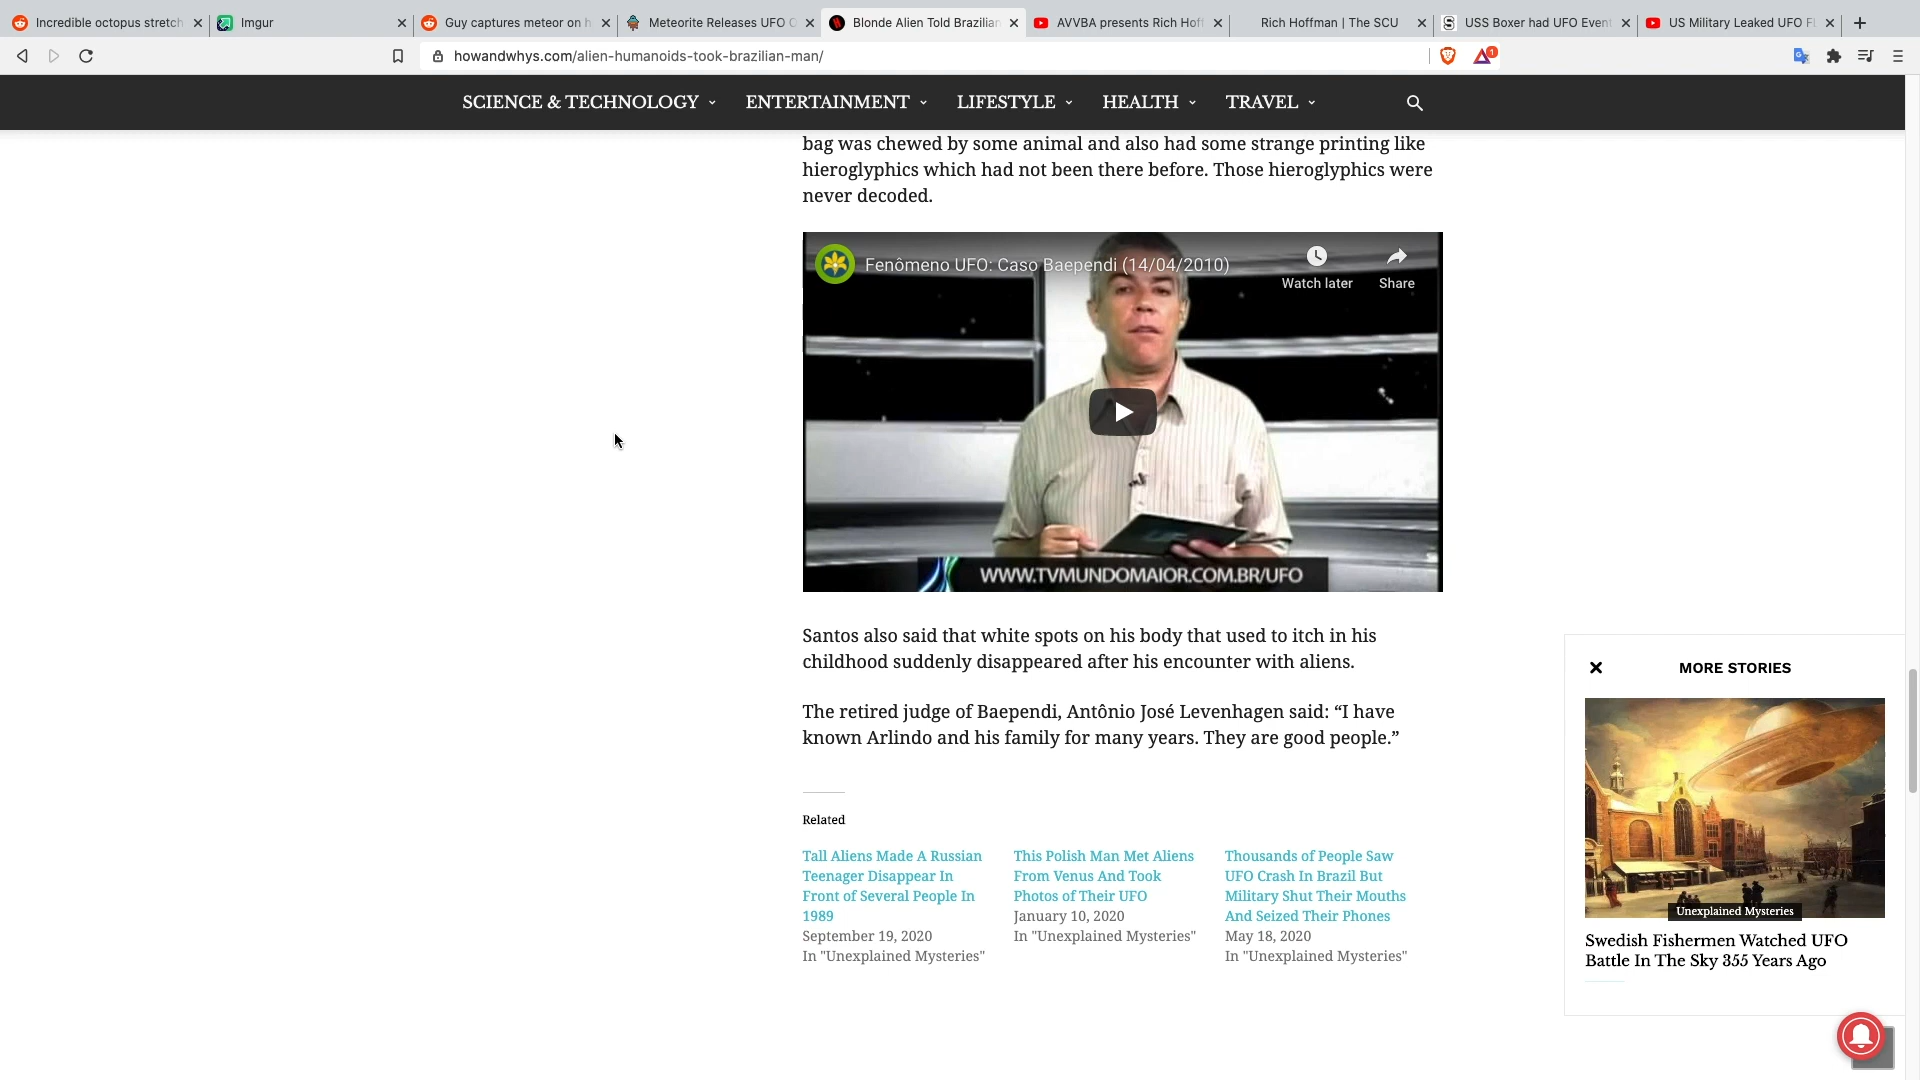 Incredible octopus stretch
Imgur
Guy captures meteor on h
Meteorite Releases UFO O
Blonde Alien Told Brazilian
AVVBA presents Rich Hoff
Rich Hoffman | The SCU
USS Boxer had UFO Event
US Military Leaked UFO F
howandwhys.com/alien-humanoids-took-brazilian-man/
1
SCIENCE & TECHNOLOGY
ENTERTAINMENT
LIFESTYLE
HEALTH
TRAVEL
bag was chewed by some animal and also had some strange printing like
hieroglyphics which had not been there before. Those hieroglyphics were
never decoded.
Fenômeno UFO: Caso Baependi (14/04/2010)
Watch later
Share
WWW.TVMUNDOMAIOR.COM.BR/UFO
Santos also said that white spots on his body that used to itch in his
childhood suddenly disappeared after his encounter with aliens.
The retired judge of Baependi, Antônio José Levenhagen said: “I have
known Arlindo and his family for many years. They are good people.”
Related
Tall Aliens Made A Russian
Teenager Disappear In
Front of Several People In
1989
September 19, 2020
In "Unexplained Mysteries"
This Polish Man Met Aliens
From Venus And Took
Photos of Their UFO
January 10, 2020
In "Unexplained Mysteries"
Thousands of People Saw
UFO Crash In Brazil But
Military Shut Their Mouths
And Seized Their Phones
May 18, 2020
In "Unexplained Mysteries"
MORE STORIES
Unexplained Mysteries
Swedish Fishermen Watched UFO
Battle In The Sky 355 Years Ago